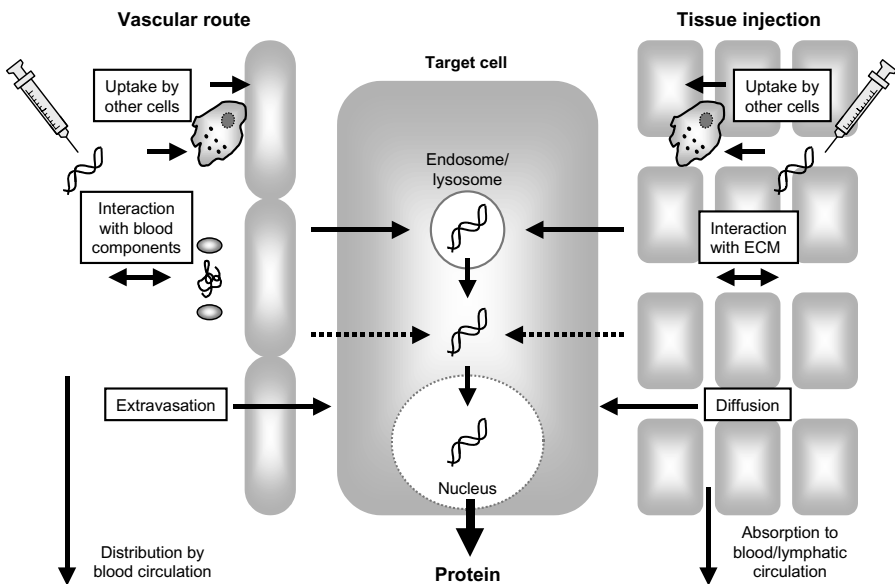 Vascular route
Tissue injection
Target cell
Uptake by
other cells
Uptake by
other cells
Endosome/
lysosome
Interaction
with blood
components
Interaction
with ECM
Extravasation
Diffusion
Nucleus
Distribution by
blood circulation
Protein
Absorption to
blood/lymphatic
circulation